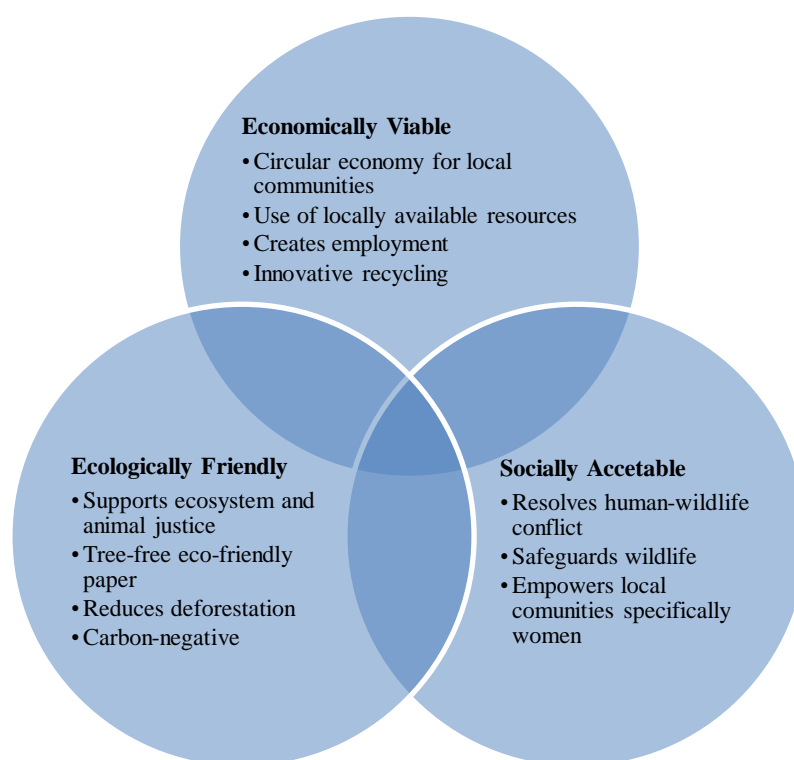 Economically Viable
• Circular economy for local
communities
• Use of locally available resources
• Creates employment
• Innovative recycling
Ecologically Friendly
• Supports ecosystem and
animal justice
• Tree-free eco-friendly
paper
• Reduces deforestation
• Carbon-negative
Socially Accetable
• Resolves human-wildlife
conflict
• Safeguards wildlife
• Empowers local
comunities specifically
women